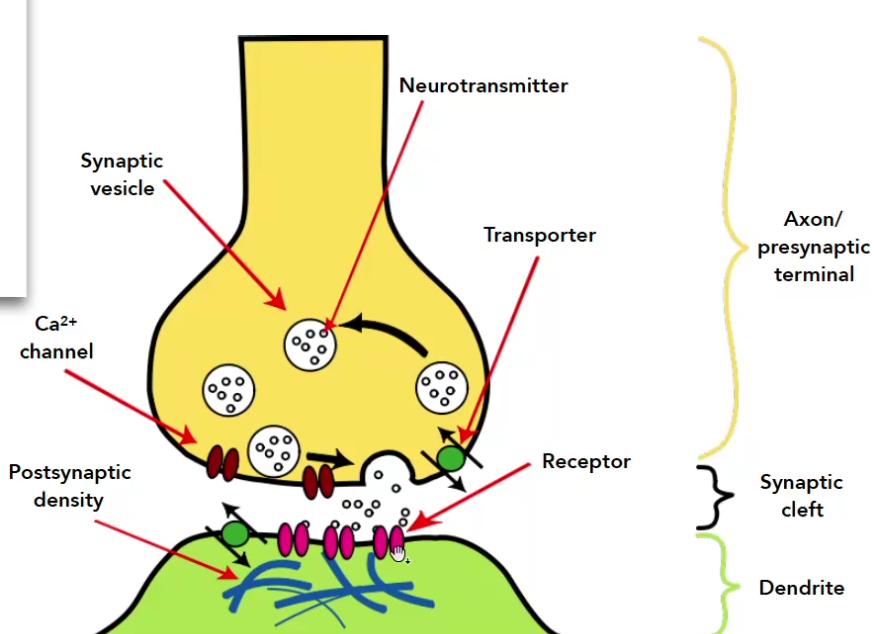 Neurotransmitter
Synaptic
vesicle
Transporter
Axon/
presynaptic
terminal
Ca²⁺
channel
Postsynaptic
density
Receptor
Synaptic
cleft
Dendrite